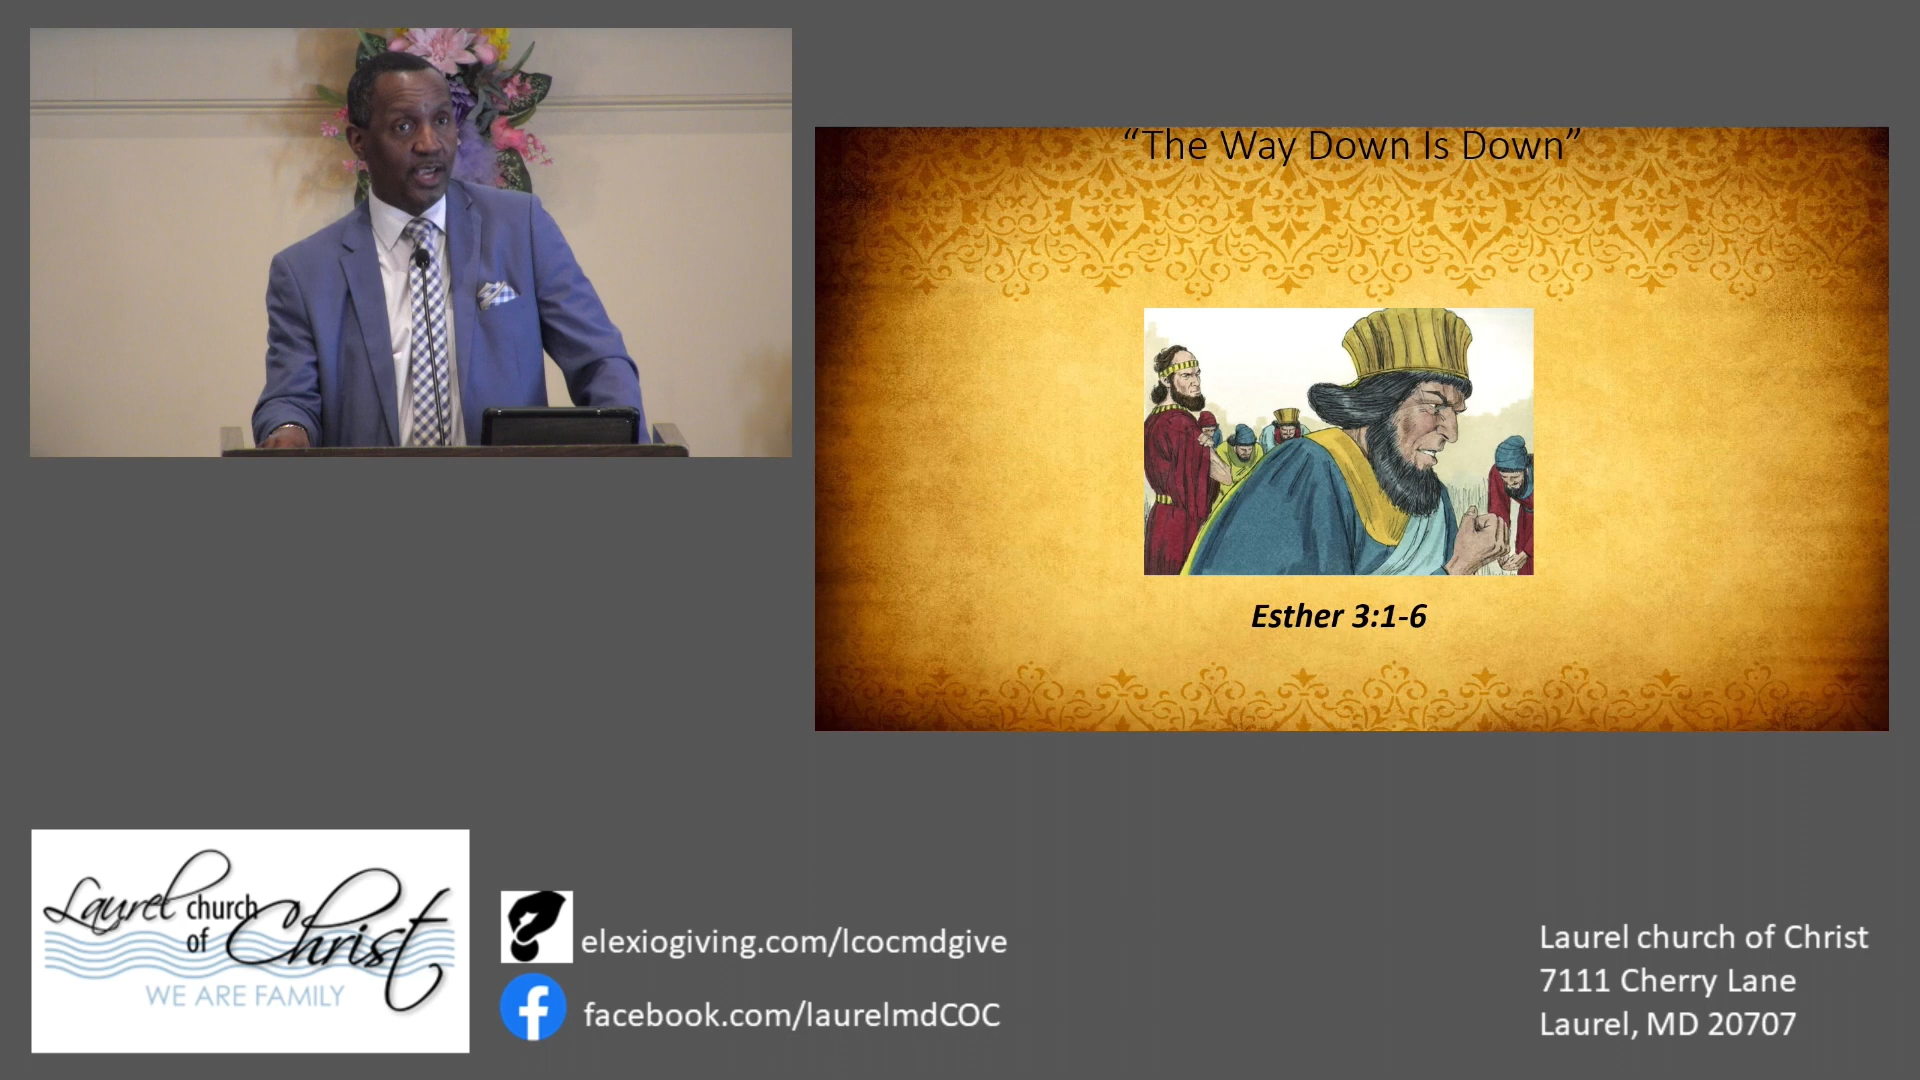 “The Way Down Is Down”
Esther 3:1-6
Laurel church
of Christ
WE ARE FAMILY
elexiogiving.com/lcocmdgive
facebook.com/laurelmdCOC
Laurel church of Christ
7111 Cherry Lane
Laurel, MD 20707